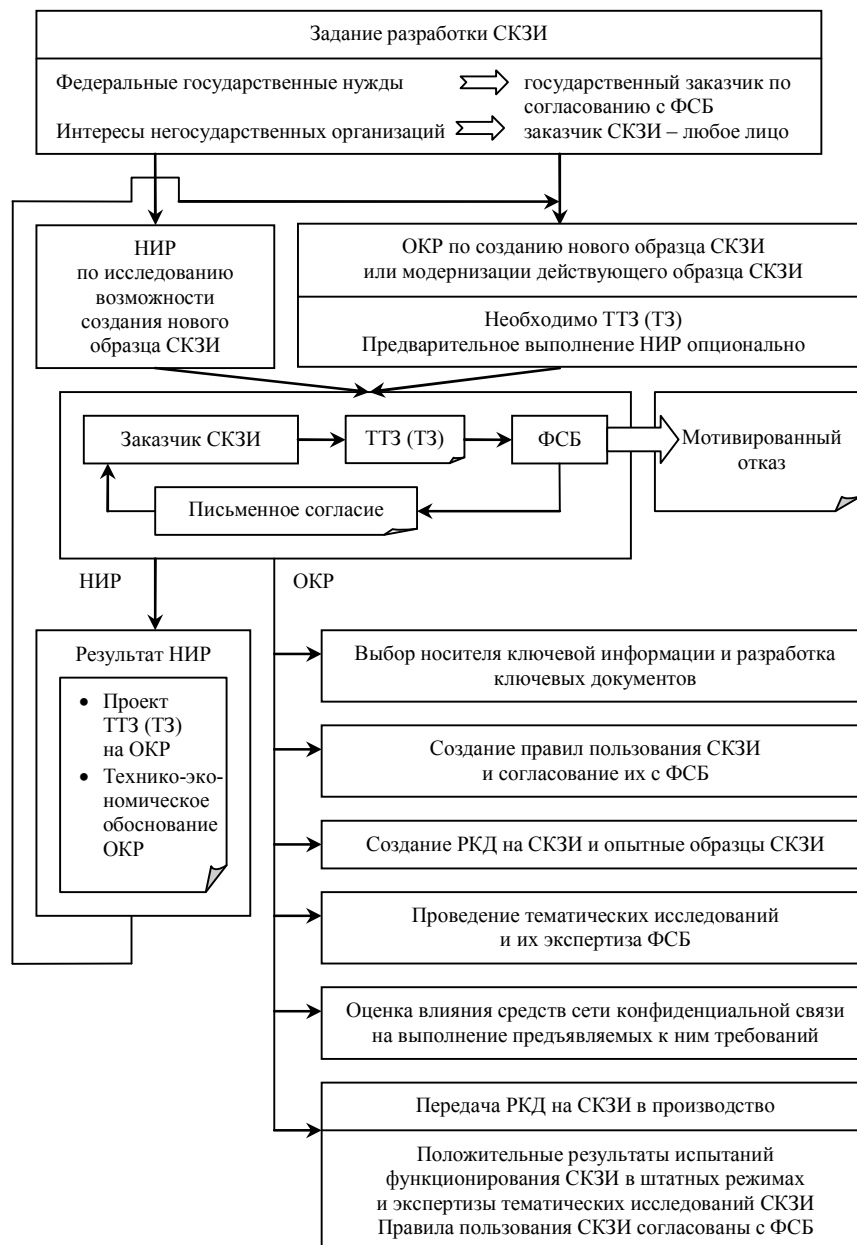 Задание разработки СКЗИ
Федеральные государственные нужды
государственный заказчик по
согласованию с ФСБ
Интересы негосударственных организаций
заказчик СКЗИ – любое лицо
НИР
по исследованию
возможности
создания нового
образца СКЗИ
ОКР по созданию нового образца СКЗИ
или модернизации действующего образца СКЗИ
Необходимо ТТЗ (ТЗ)
Предварительное выполнение НИР опционально
Заказчик СКЗИ
ТТЗ (ТЗ)
ФСБ
Мотивированный
отказ
Письменное согласие
НИР
ОКР
Результат НИР
• Проект
ТТЗ (ТЗ)
на ОКР
• Технико-эко-
номическое
обоснование
ОКР
Выбор носителя ключевой информации и разработка
ключевых документов
Создание правил пользования СКЗИ
и согласование их с ФСБ
Создание РКД на СКЗИ и опытные образцы СКЗИ
Проведение тематических исследований
и их экспертиза ФСБ
Оценка влияния средств сети конфиденциальной связи
на выполнение предъявляемых к ним требований
Передача РКД на СКЗИ в производство
Положительные результаты испытаний
функционирования СКЗИ в штатных режимах
и экспертизы тематических исследований СКЗИ
Правила пользования СКЗИ согласованы с ФСБ